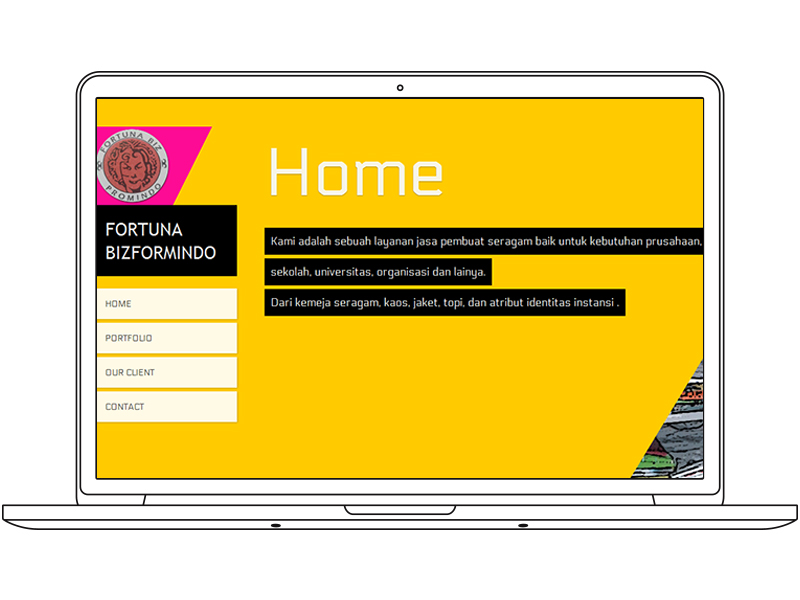 FORTUNA BIZ
PROMINDO
FORTUNA
BIZFORMINDO
HOME
PORTFOLIO
OUR CLIENT
CONTACT
Home
Kami adalah sebuah layanan jasa pembuat seragam baik untuk kebutuhan prusahaan,
sekolah, universitas, organisasi dan lainya.
Dari kemeja seragam, kaos, jaket, topi, dan atribut identitas instansi .